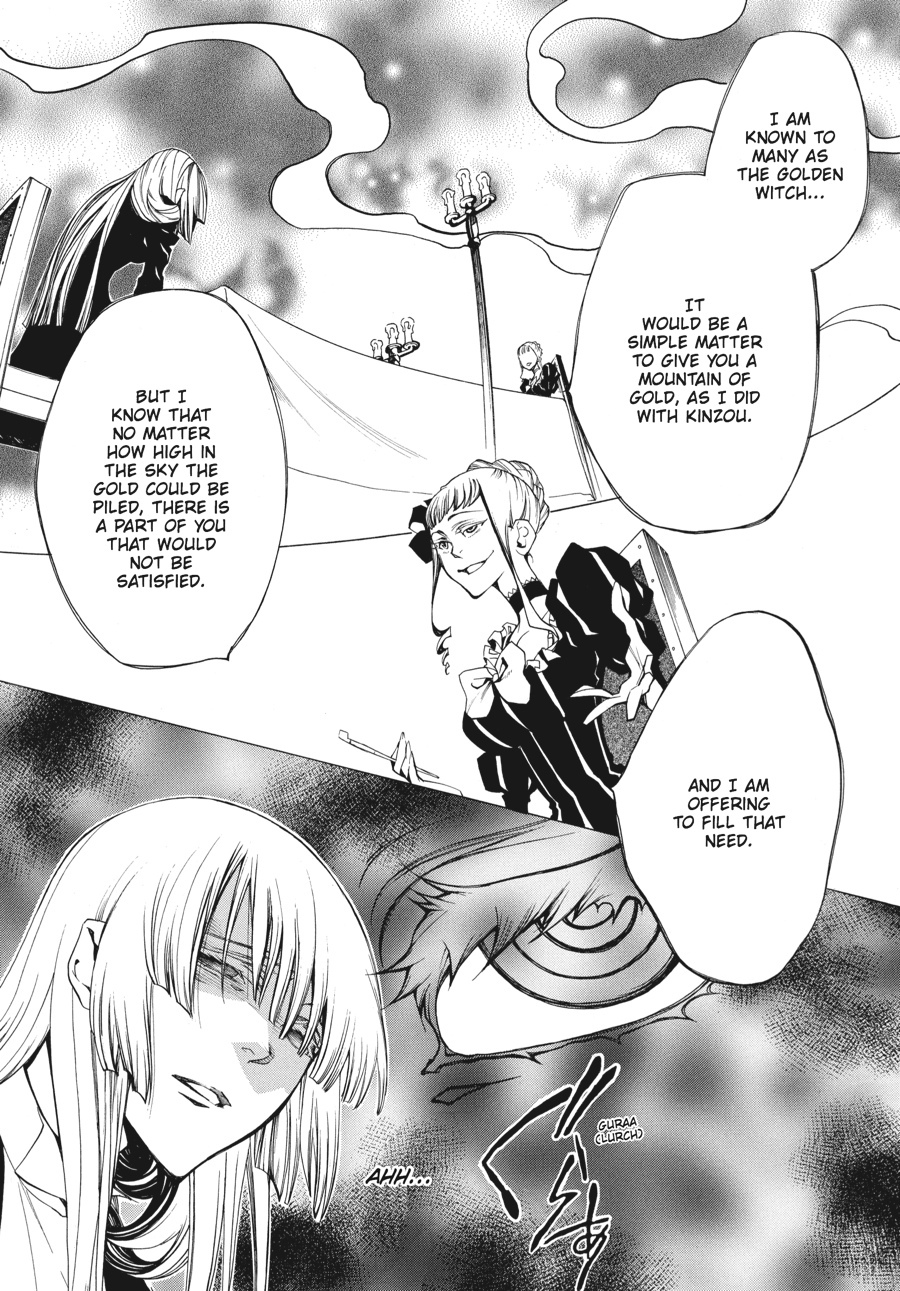 I AM
KNOWN TO
MANY AS
THE GOLDEN
WITCH...
IT
WOULD BE A
SIMPLE MATTER
TO GIVE YOU A
MOUNTAIN OF
GOLD, AS I DID
WITH KINZOU.
BUT I
KNOW THAT
NO MATTER
HOW HIGH IN
THE SKY THE
GOLD COULD BE
PILED, THERE IS
A PART OF YOU
THAT WOULD
NOT BE
SATISFIED.
AND I AM
OFFERING
TO FILL THAT
NEED.
ぐらぁ
GURAA
(LURCH)
AHH...